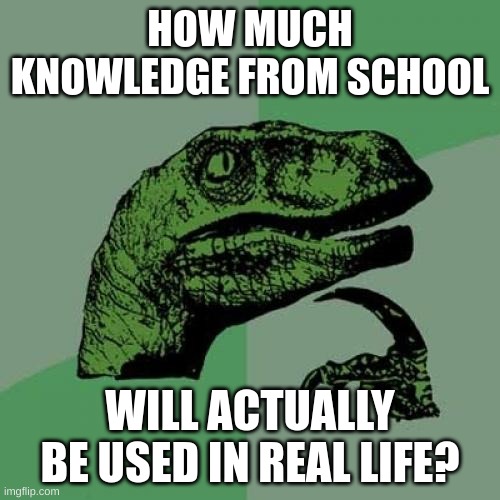 HOW MUCH
KNOWLEDGE FROM SCHOOL
WILL ACTUALLY
BE USED IN REAL LIFE?
imgflip.com